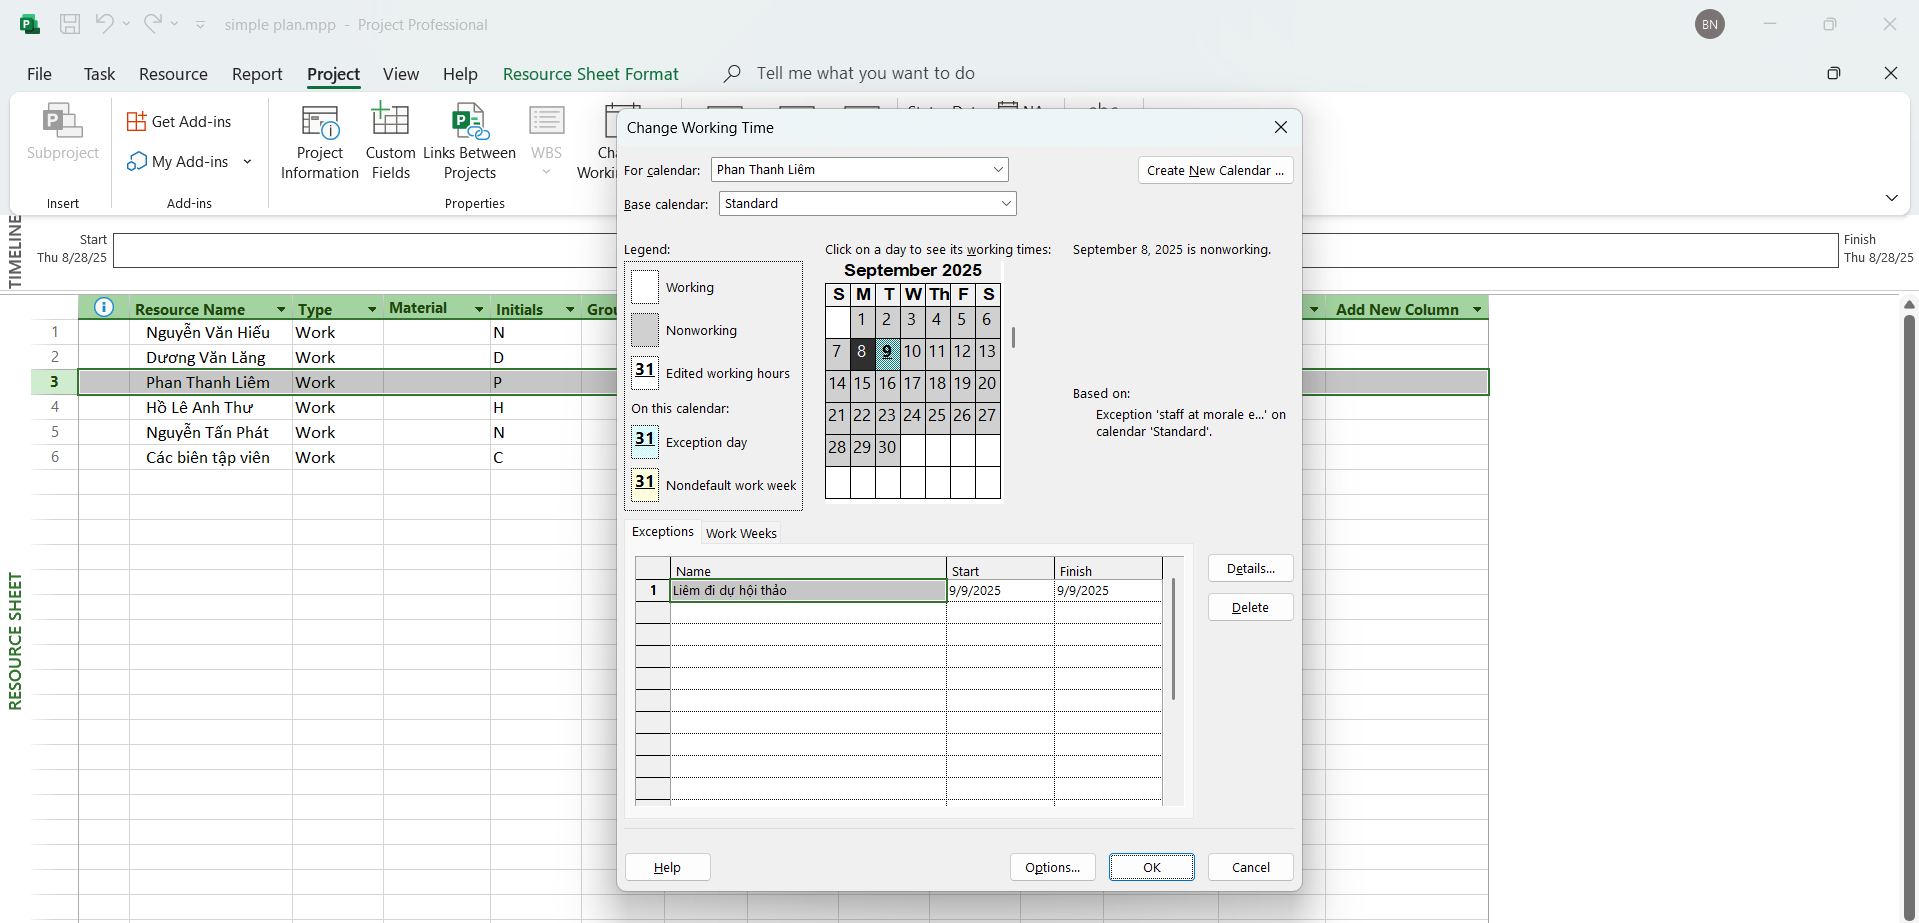 simple plan.mpp - Project Professional
BN
File Task Resource Report Project View Help Resource Sheet Format Tell me what you want to do
Subproject
Get Add-ins
My Add-ins
Project Information
Custom Fields
Links Between Projects
WBS
Insert
Add-ins
Properties
TIMELINE
Start
Thu 8/28/25
Finish
Thu 8/28/25
RESOURCE SHEET
Resource Name Type Material Initials Add New Column
1 Nguyễn Văn Hiếu Work N
2 Dương Văn Lăng Work D
3 Phan Thanh Liêm Work P
4 Hồ Lê Anh Thư Work H
5 Nguyễn Tấn Phát Work N
6 Các biên tập viên Work C
Change Working Time
For calendar: Phan Thanh Liêm
Create New Calendar ...
Base calendar: Standard
Legend:
Working
Nonworking
31 Edited working hours
On this calendar:
31 Exception day
31 Nondefault work week
Click on a day to see its working times:
September 2025
S M T W Th F S
1 2 3 4 5 6
7 8 9 10 11 12 13
14 15 16 17 18 19 20
21 22 23 24 25 26 27
28 29 30
September 8, 2025 is nonworking.
Based on:
Exception 'staff at morale e...' on
calendar 'Standard'.
Exceptions Work Weeks
Name Start Finish
1 Liêm đi dự hội thảo 9/9/2025 9/9/2025
Details...
Delete
Help Options... OK Cancel